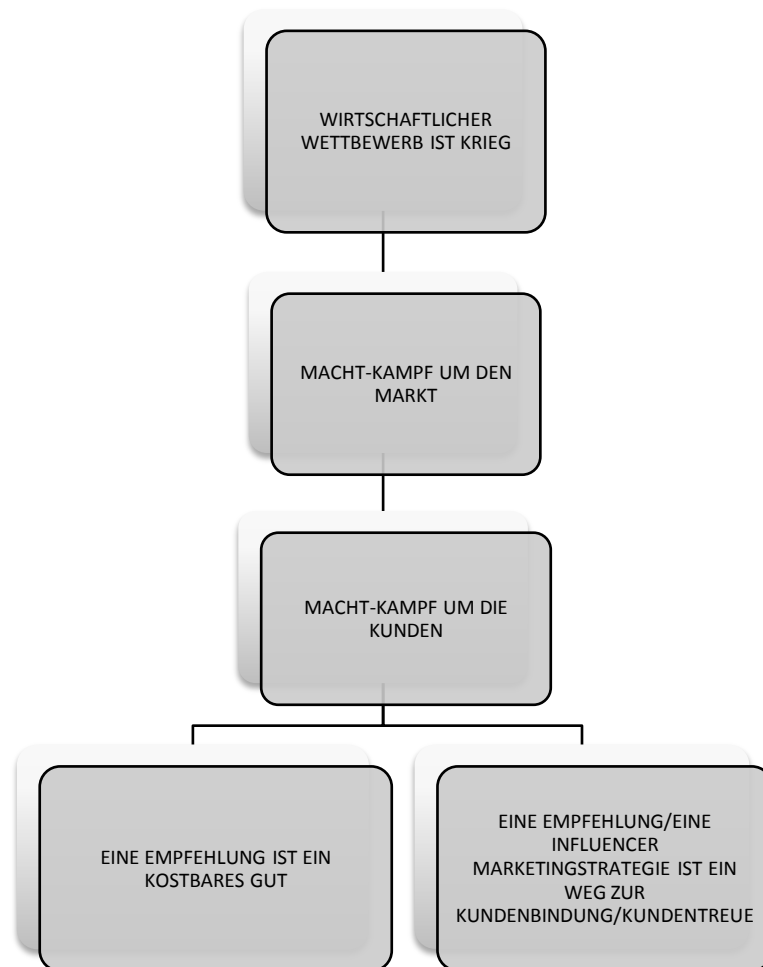 WIRTSCHAFTLICHER
WETTBEWERB IST KRIEG
MACHT-KAMPF UM DEN
MARKT
MACHT-KAMPF UM DIE
KUNDEN
EINE EMPFEHLUNG IST EIN
KOSTBARES GUT
EINE EMPFEHLUNG/EINE
INFLUENCER
MARKETINGSTRATEGIE IST EIN
WEG ZUR
KUNDENBINDUNG/KUNDENTREUE